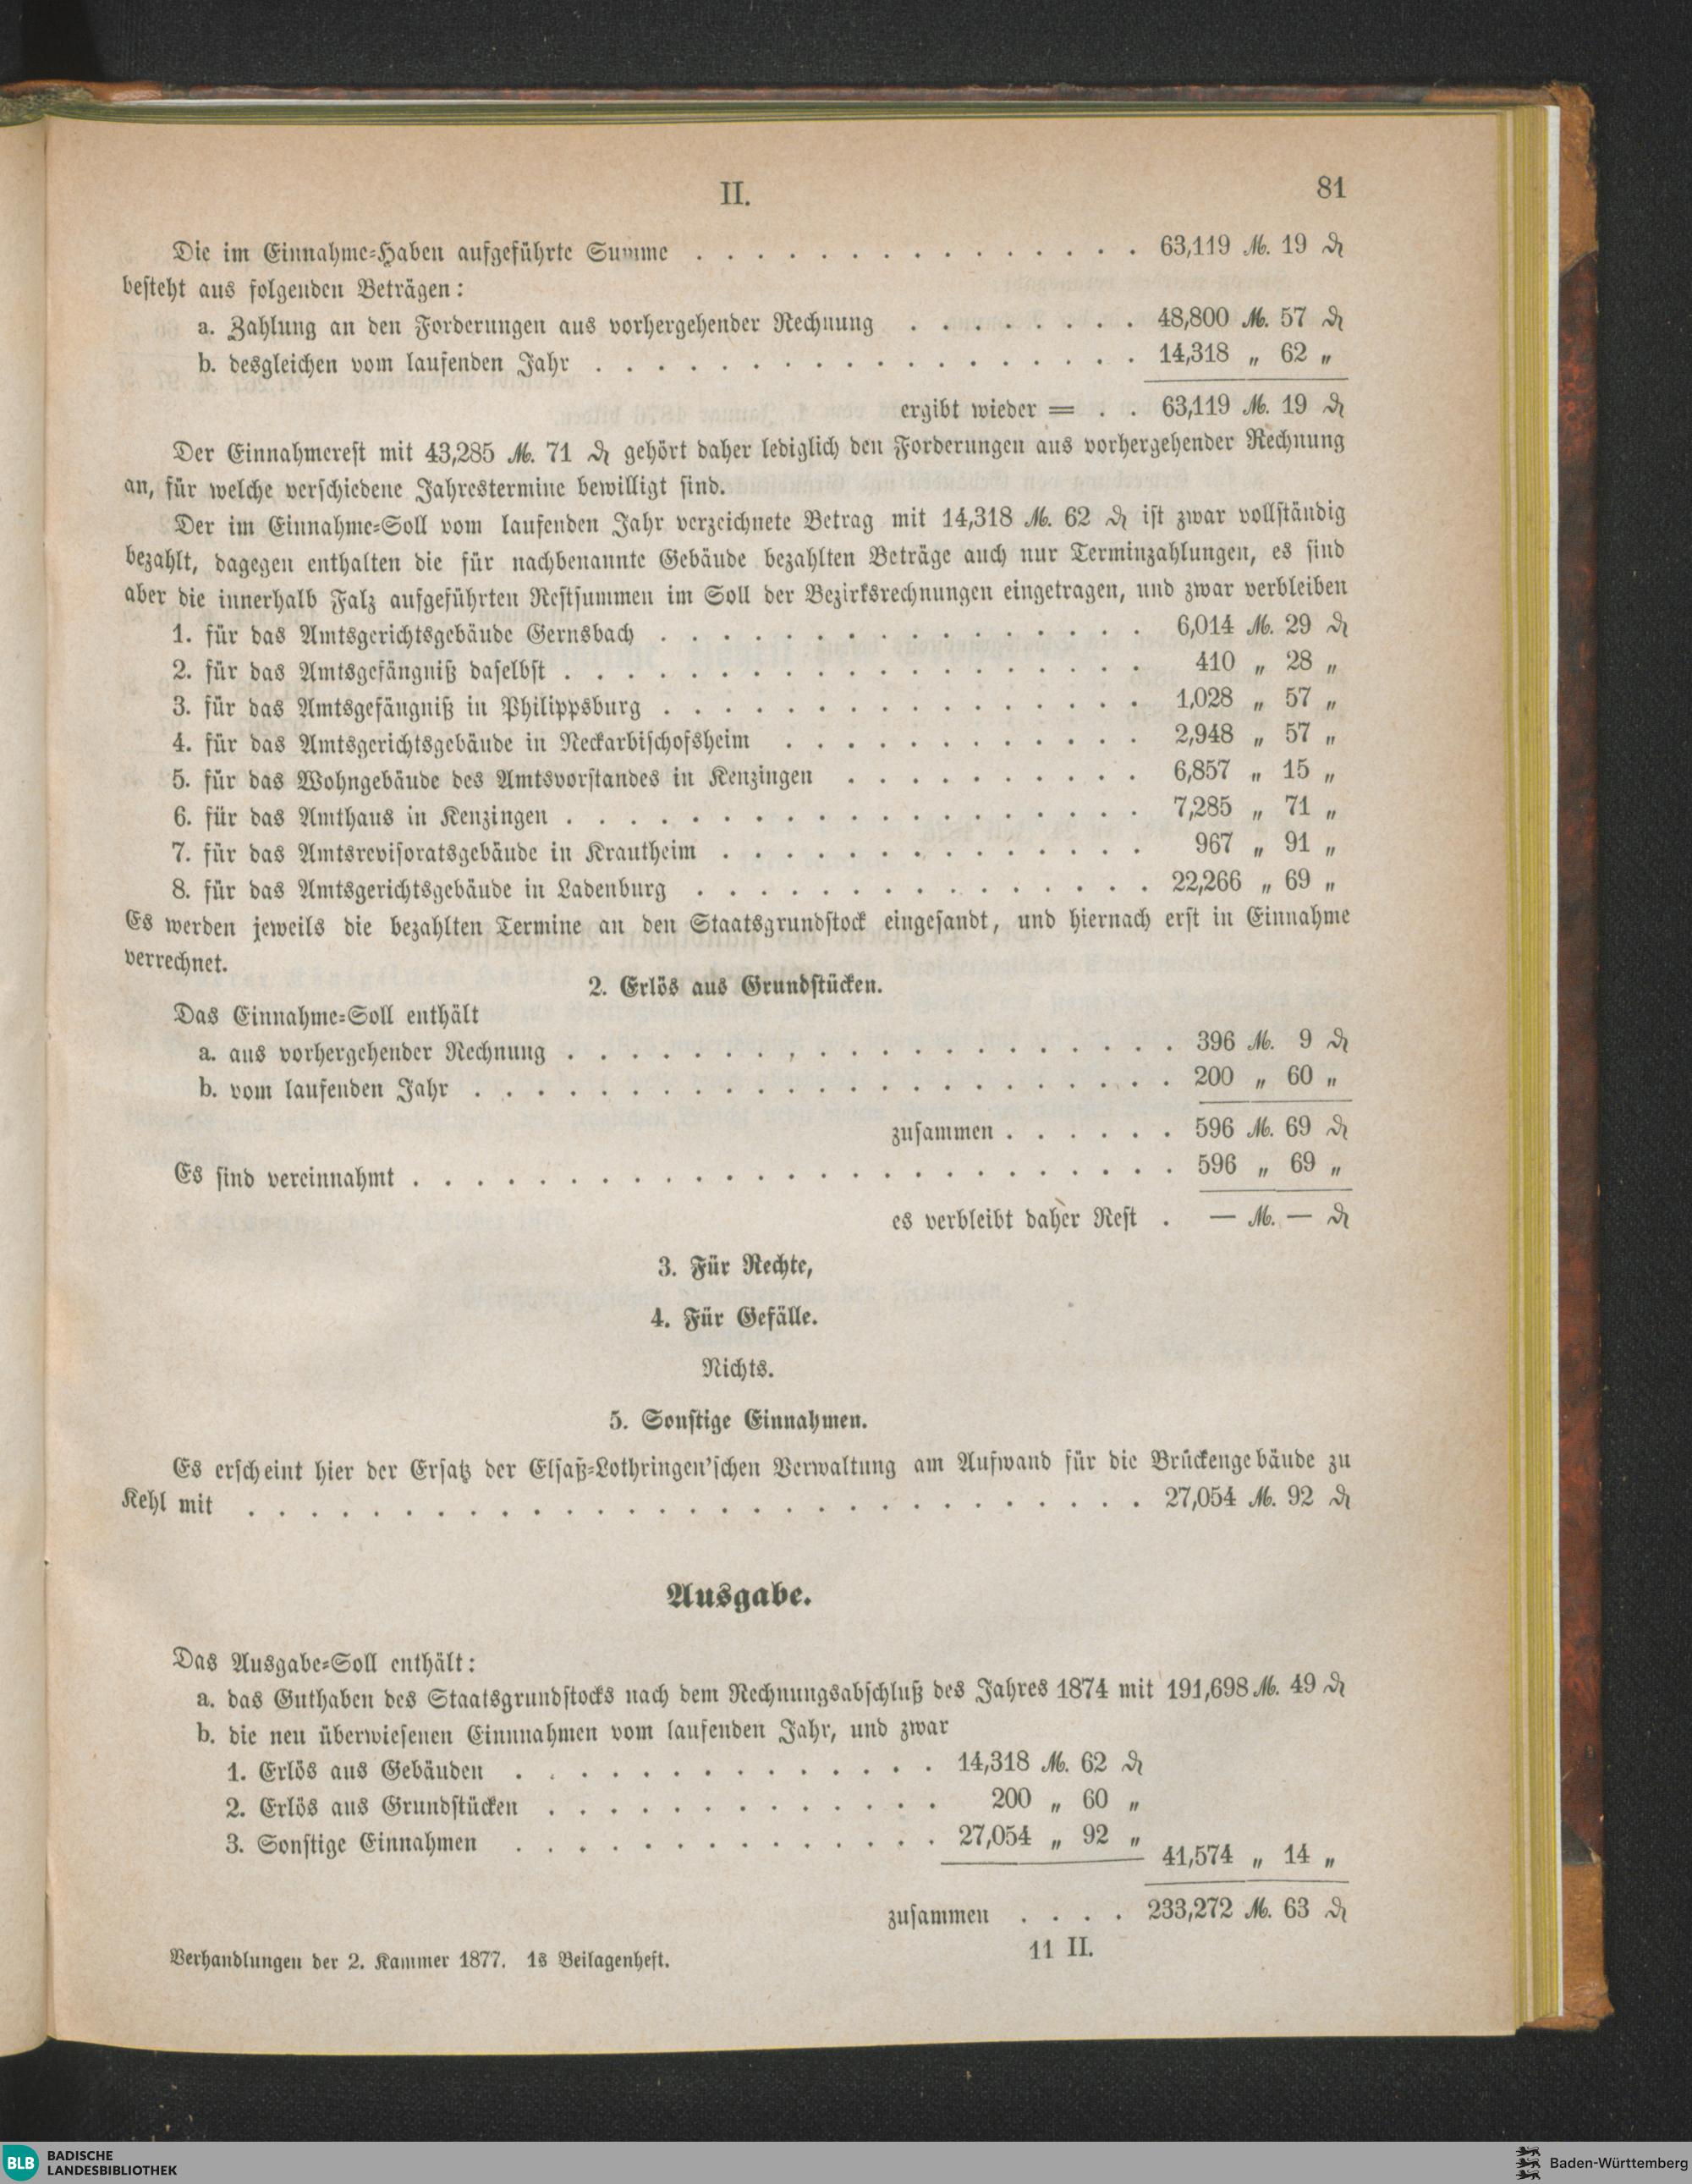 II.
81
Die im Einnahme-Haben aufgeführte Summe . . . . . . . . . . . . . . . 63,119 ℳ. 19 ₰
besteht aus folgenden Beträgen:
a. Zahlung an den Forderungen aus vorhergehender Rechnung . . . . . . . . 48,800 ℳ. 57 ₰
b. desgleichen vom laufenden Jahr . . . . . . . . . . . . . . . . . . 14,318 „ 62 „
ergibt wieder = . . 63,119 ℳ. 19 ₰
Der Einnahmerest mit 43,285 ℳ. 71 ₰ gehört daher lediglich den Forderungen aus vorhergehender Rechnung
an, für welche verschiedene Jahrestermine bewilligt sind.
Der im Einnahme-Soll vom laufenden Jahr verzeichnete Betrag mit 14,318 ℳ. 62 ₰ ist zwar vollständig
bezahlt, dagegen enthalten die für nachbenannte Gebäude bezahlten Beträge auch nur Terminzahlungen, es sind
aber die innerhalb Falz aufgeführten Restsummen im Soll der Bezirksrechnungen eingetragen, und zwar verbleiben
1. für das Amtsgerichtsgebäude Gernsbach . . . . . . . . . . . . . . . . 6,014 ℳ. 29 ₰
2. für das Amtsgefängniß daselbst . . . . . . . . . . . . . . . . . . . 410 „ 28 „
3. für das Amtsgefängniß in Philippsburg . . . . . . . . . . . . . . . . 1,028 „ 57 „
4. für das Amtsgerichtsgebäude in Neckarbischofsheim . . . . . . . . . . . . 2,948 „ 57 „
5. für das Wohngebäude des Amtsvorstandes in Kenzingen . . . . . . . . . . 6,857 „ 15 „
6. für das Amthaus in Kenzingen . . . . . . . . . . . . . . . . . . . 7,285 „ 71 „
7. für das Amtsrevisoratsgebäude in Krautheim . . . . . . . . . . . . . . 967 „ 91 „
8. für das Amtsgerichtsgebäude in Ladenburg . . . . . . . . . . . . . . . 22,266 „ 69 „
Es werden jeweils die bezahlten Termine an den Staatsgrundstock eingesandt, und hiernach erst in Einnahme
verrechnet.
2. Erlös aus Grundstücken.
Das Einnahme-Soll enthält
a. aus vorhergehender Rechnung . . . . . . . . . . . . . . . . . . . . 396 ℳ. 9 ₰
b. vom laufenden Jahr . . . . . . . . . . . . . . . . . . . . . . . 200 „ 60 „
zusammen . . . . . . 596 ℳ. 69 ₰
Es sind vereinnahmt . . . . . . . . . . . . . . . . . . . . . . . . . 596 „ 69 „
es verbleibt daher Rest . — ℳ. — ₰
3. Für Rechte,
4. Für Gefälle.
Nichts.
5. Sonstige Einnahmen.
Es erscheint hier der Ersatz der Elsaß-Lothringen'schen Verwaltung am Aufwand für die Brückengebäude zu
Kehl mit . . . . . . . . . . . . . . . . . . . . . . . . . . . . . 27,054 ℳ. 92 ₰
Ausgabe.
Das Ausgabe-Soll enthält:
a. das Guthaben des Staatsgrundstocks nach dem Rechnungsabschluß des Jahres 1874 mit 191,698 ℳ. 49 ₰
b. die neu überwiesenen Einnnahmen vom laufenden Jahr, und zwar
1. Erlös aus Gebäuden . . . . . . . . . . . . . . 14,318 ℳ. 62 ₰
2. Erlös aus Grundstücken . . . . . . . . . . . . . 200 „ 60 „
3. Sonstige Einnahmen . . . . . . . . . . . . . . 27,054 „ 92 „
41,574 „ 14 „
zusammen . . . . 233,272 ℳ. 63 ₰
Verhandlungen der 2. Kammer 1877. 1s Beilagenheft.
11 II.
BLB BADISCHE
LANDESBIBLIOTHEK
Baden-Württemberg